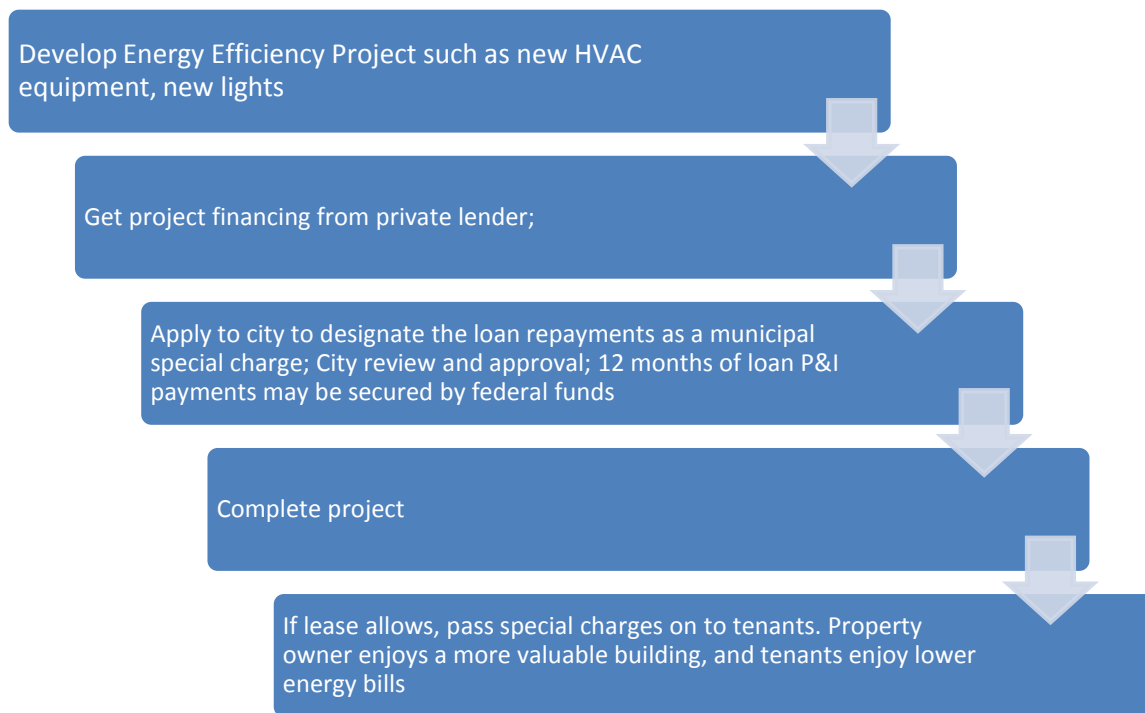 Develop Energy Efficiency Project such as new HVAC
equipment, new lights
Get project financing from private lender;
Apply to city to designate the loan repayments as a municipal
special charge; City review and approval; 12 months of loan P&I
payments may be secured by federal funds
Complete project
If lease allows, pass special charges on to tenants. Property
owner enjoys a more valuable building, and tenants enjoy lower
energy bills